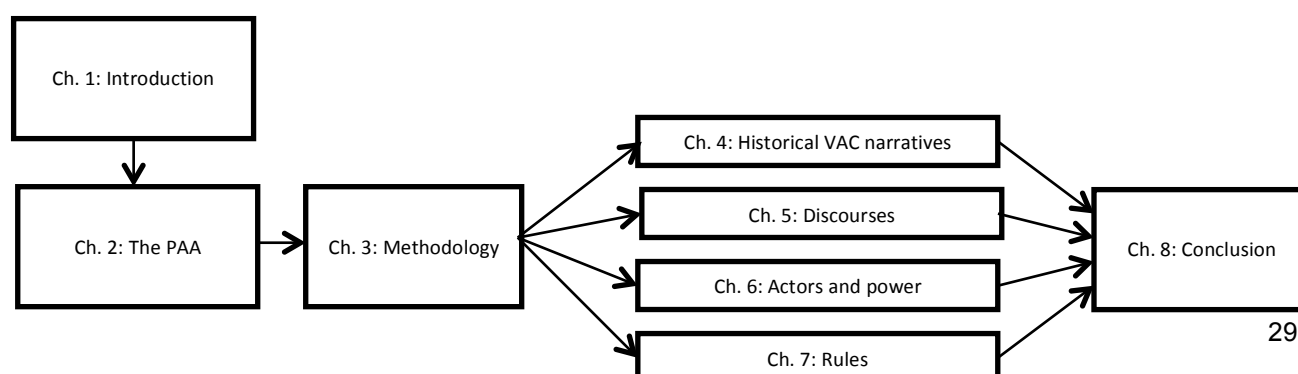 Ch. 1: Introduction
Ch. 2: The PAA
Ch. 3: Methodology
Ch. 4: Historical VAC narratives
Ch. 5: Discourses
Ch. 6: Actors and power
Ch. 7: Rules
Ch. 8: Conclusion
29